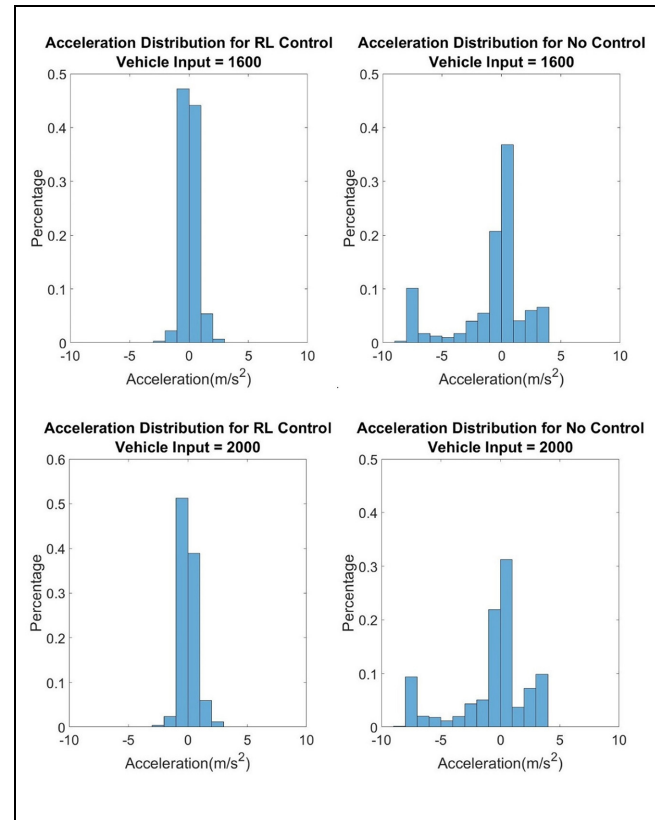 Acceleration Distribution for RL Control
Vehicle Input = 1600
0.5
0.4
0.3
0.2
0.1
0
Percentage
-10
-5
0
5
10
Acceleration(m/s²)
Acceleration Distribution for No Control
Vehicle Input = 1600
0.5
0.4
0.3
0.2
0.1
0
Percentage
-10
-5
0
5
10
Acceleration(m/s²)
Acceleration Distribution for RL Control
Vehicle Input = 2000
0.6
0.5
0.4
0.3
0.2
0.1
0
Percentage
-10
-5
0
5
10
Acceleration(m/s²)
Acceleration Distribution for No Control
Vehicle Input = 2000
0.5
0.4
0.3
0.2
0.1
0
Percentage
-10
-5
0
5
10
Acceleration(m/s²)